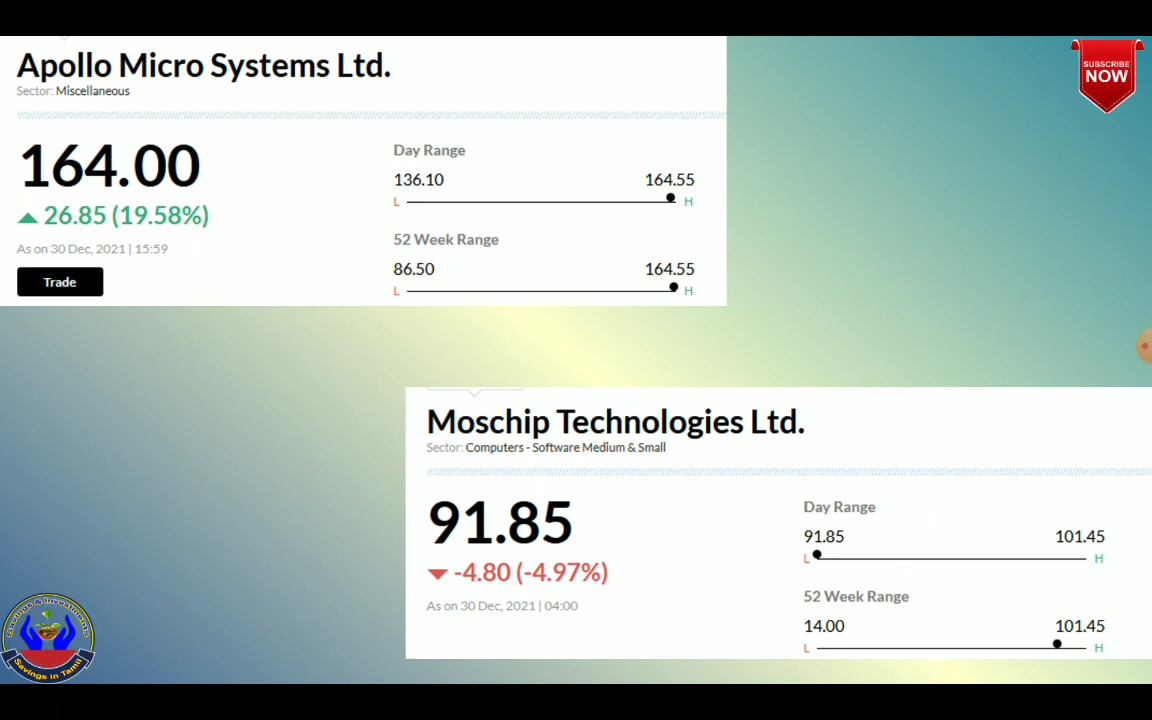 Apollo Micro Systems Ltd.
Sector: Miscellaneous
SUBSCRIBE
NOW
164.00
26.85 (19.58%)
As on 30 Dec, 2021 | 15:59
Trade
Day Range
136.10 164.55
L H
52 Week Range
86.50 164.55
L H
Moschip Technologies Ltd.
Sector: Computers - Software Medium & Small
91.85
-4.80 (-4.97%)
As on 30 Dec, 2021 | 04:00
Day Range
91.85 101.45
L H
52 Week Range
14.00 101.45
L H
Savings & Investments
Savings in Tamil